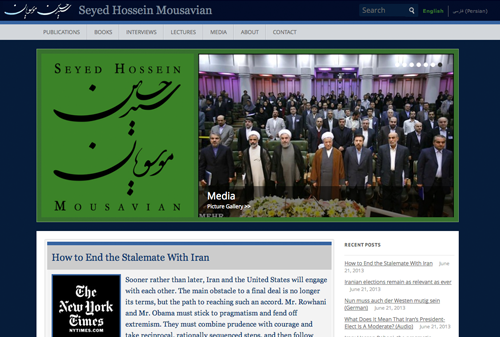 سید حسین موسویان
Seyed Hossein Mousavian
Search
English
فارسی (Persian)
PUBLICATIONS BOOKS INTERVIEWS LECTURES MEDIA ABOUT CONTACT
SEYED HOSSEIN
سید حسین
موسویان
MOUSAVIAN
Media
Picture Gallery >>
MEHR
How to End the Stalemate With Iran
The
New York
Times
NYTIMES.COM
Sooner rather than later, Iran and the United States will engage
with each other. The main obstacle to a final deal is no longer
its terms, but the path to reaching such an accord. Mr. Rowhani
and Mr. Obama must stick to pragmatism and fend off
extremism. They must combine prudence with courage and
take reciprocal, rationally sequenced steps, and then follow
RECENT POSTS
How to End the Stalemate With Iran June
21, 2013
Iranian elections remain as relevant as ever
June 21, 2013
Nun muss auch der Westen mutig sein
(German) June 21, 2013
What Does it Mean That Iran's President-
Elect Is A Moderate? (Audio) June 21, 2013